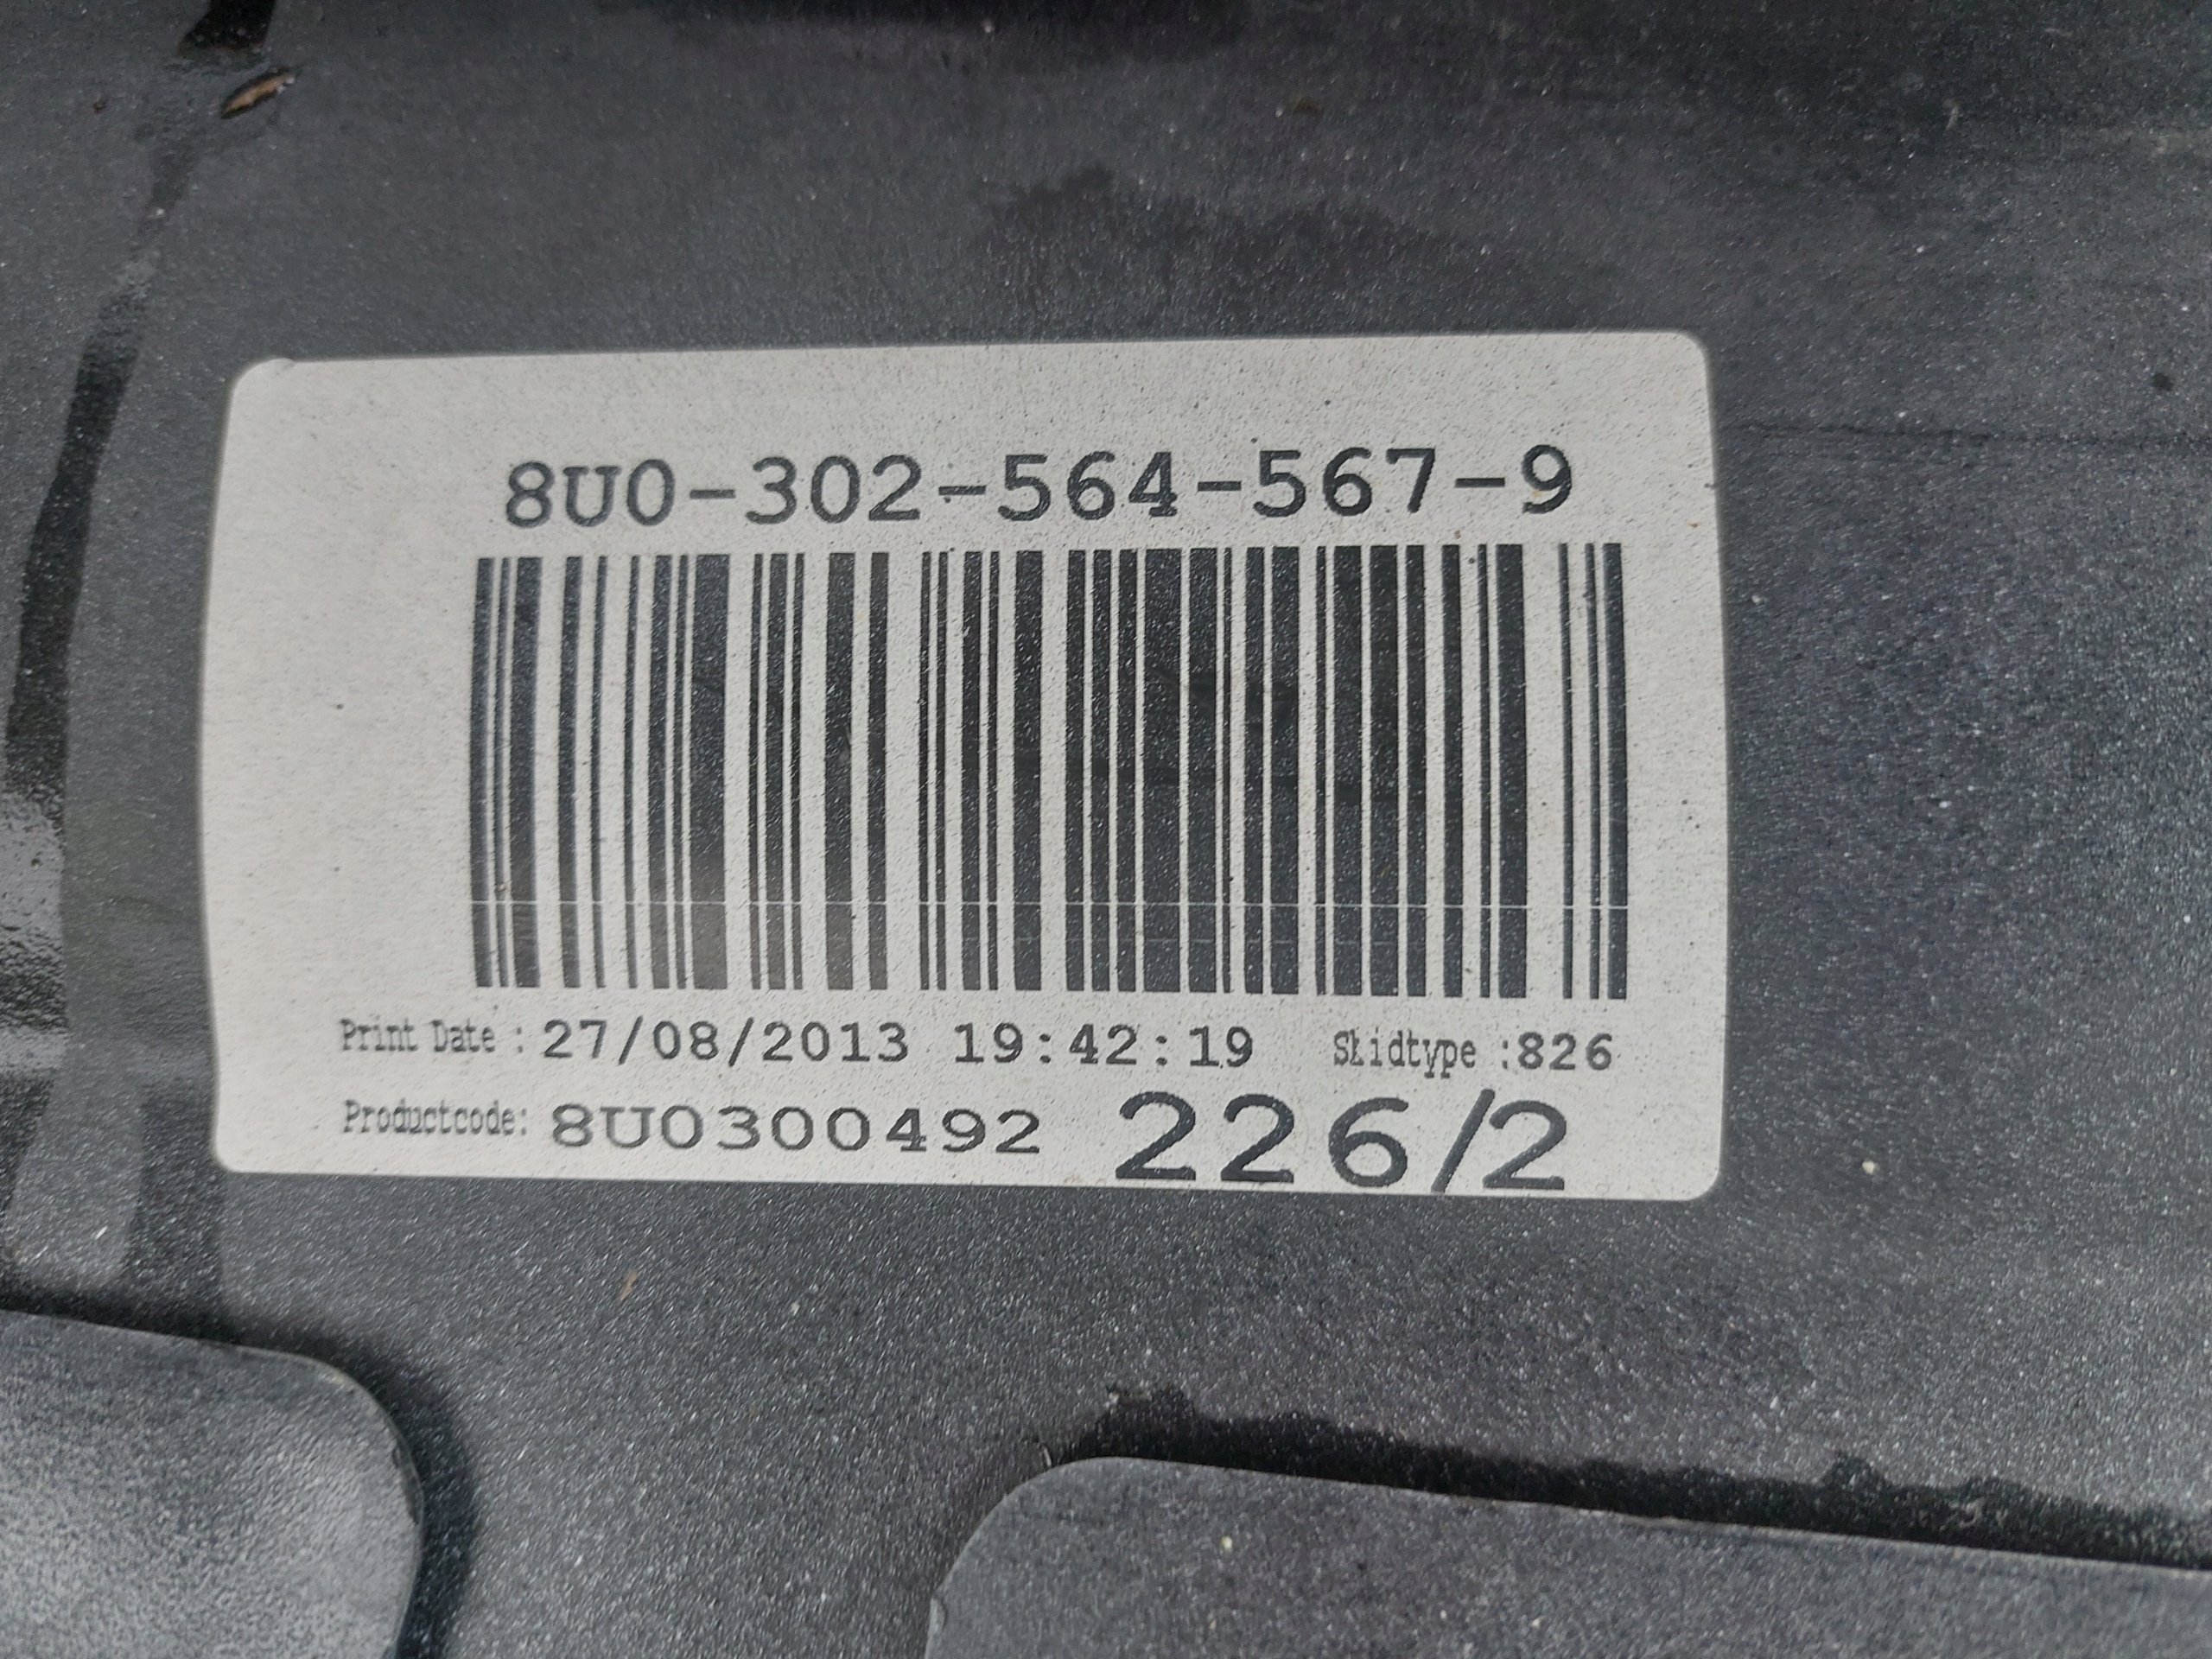 8U0-302-564-567-9
Print Date : 27/08/2013 19:42:19 Skidtype :826
Productcode: 8U0300492 226/2